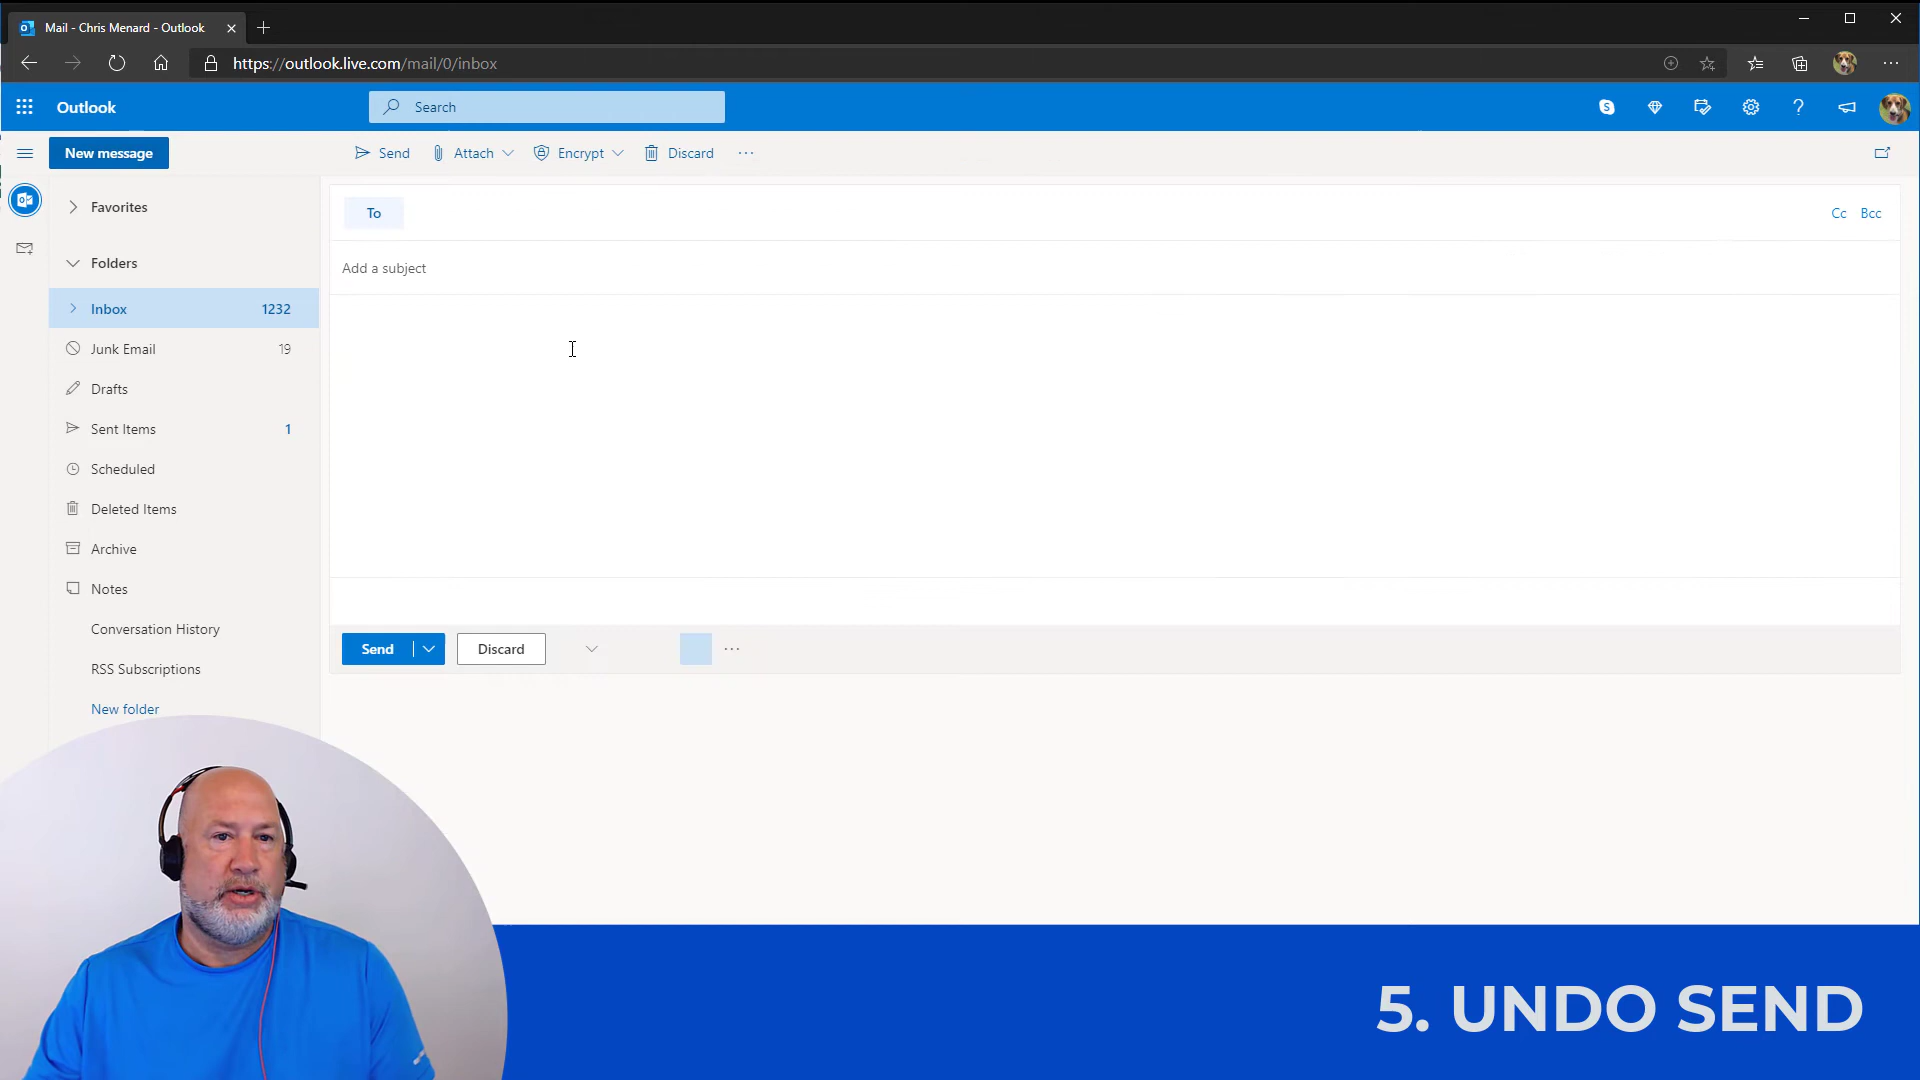 Mail - Chris Menard - Outlook
https://outlook.live.com/mail/0/inbox
Outlook
Search
New message
Send
Attach
Encrypt
Discard
Favorites
To
Cc
Bcc
Folders
Add a subject
Inbox
1232
Junk Email
19
Drafts
Sent Items
1
Scheduled
Deleted Items
Archive
Notes
Conversation History
Send
Discard
RSS Subscriptions
New folder
5. UNDO SEND